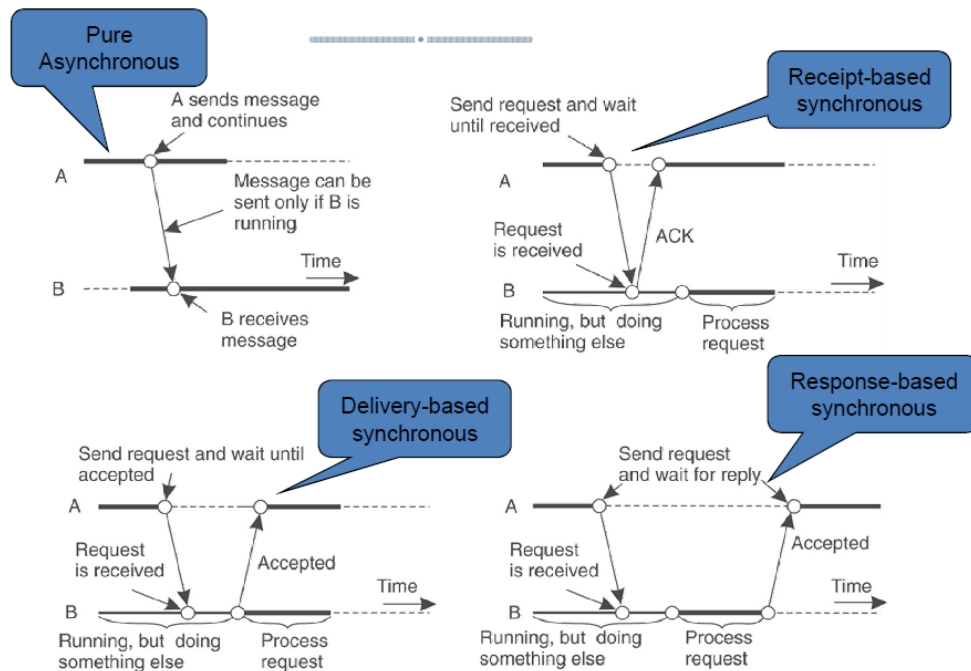 Pure
Asynchronous
A sends message
and continues
A
Message can be
sent only if B is
running
Time
B
B receives
message
Receipt-based
synchronous
Send request and wait
until received
A
Request
is received
ACK
Time
B
Running, but doing
something else
Process
request
Delivery-based
synchronous
Send request and wait until
accepted
A
Request
is received
Accepted
Time
B
Running, but doing
something else
Process
request
Response-based
synchronous
Send request
and wait for reply
A
Request
is received
Accepted
Time
B
Running, but doing
something else
Process
request